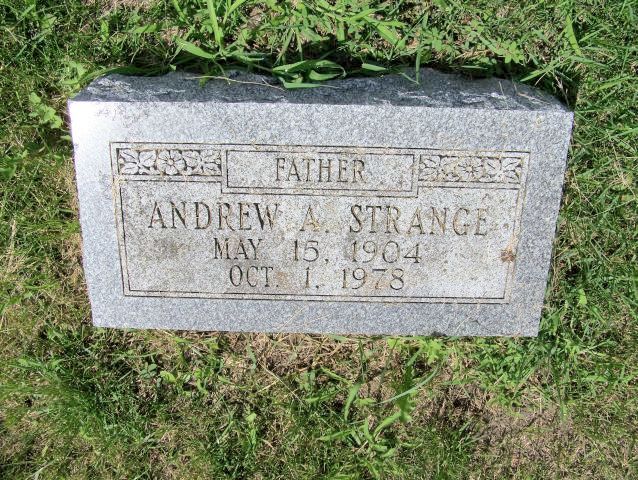 FATHER
ANDREW A. STRANGE
MAY 15, 1904
OCT. 1, 1978